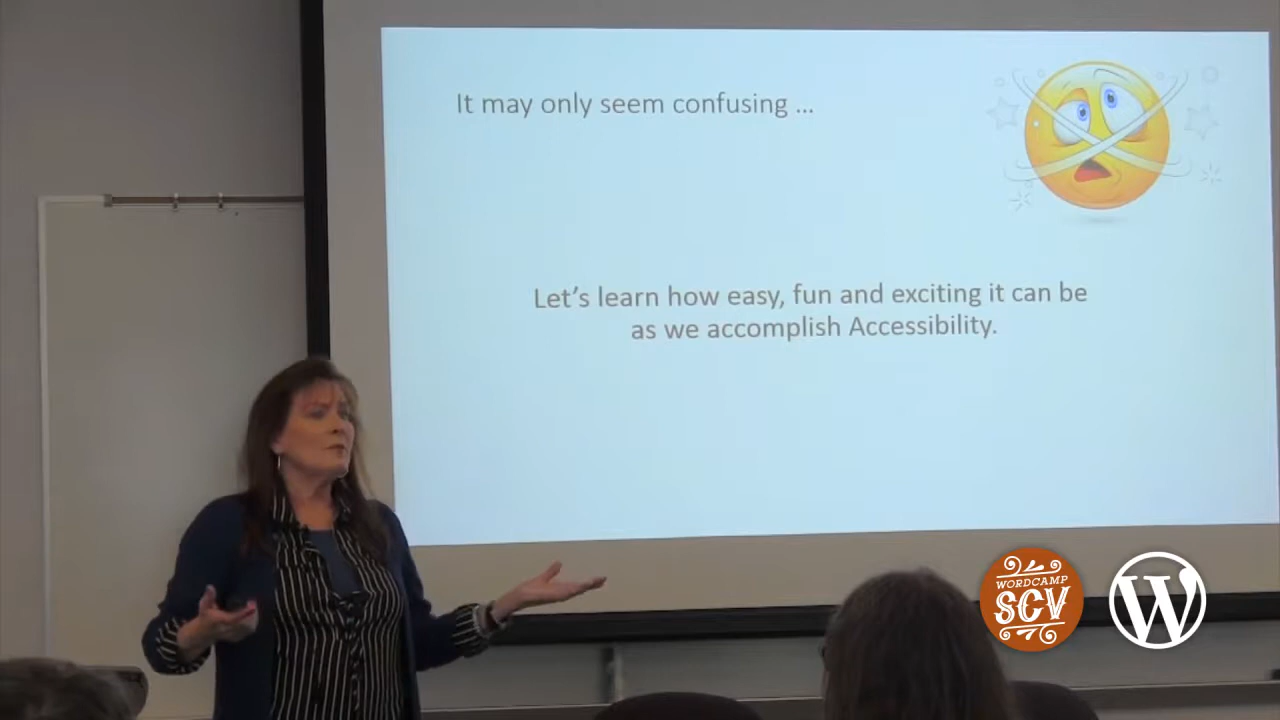 It may only seem confusing ...
Let's learn how easy, fun and exciting it can be
as we accomplish Accessibility.
WORDCAMP
SCV
W